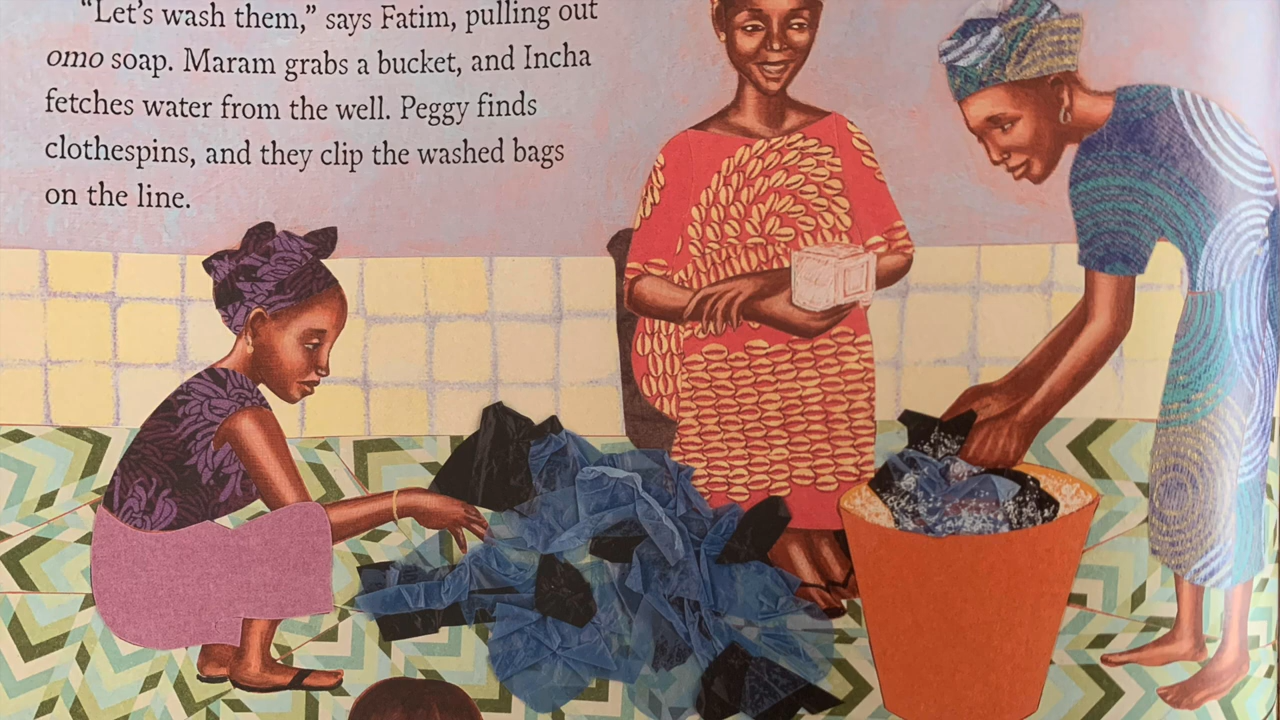 “Let’s wash them,” says Fatim, pulling out
omo soap. Maram grabs a bucket, and Incha
fetches water from the well. Peggy finds
clothespins, and they clip the washed bags
on the line.